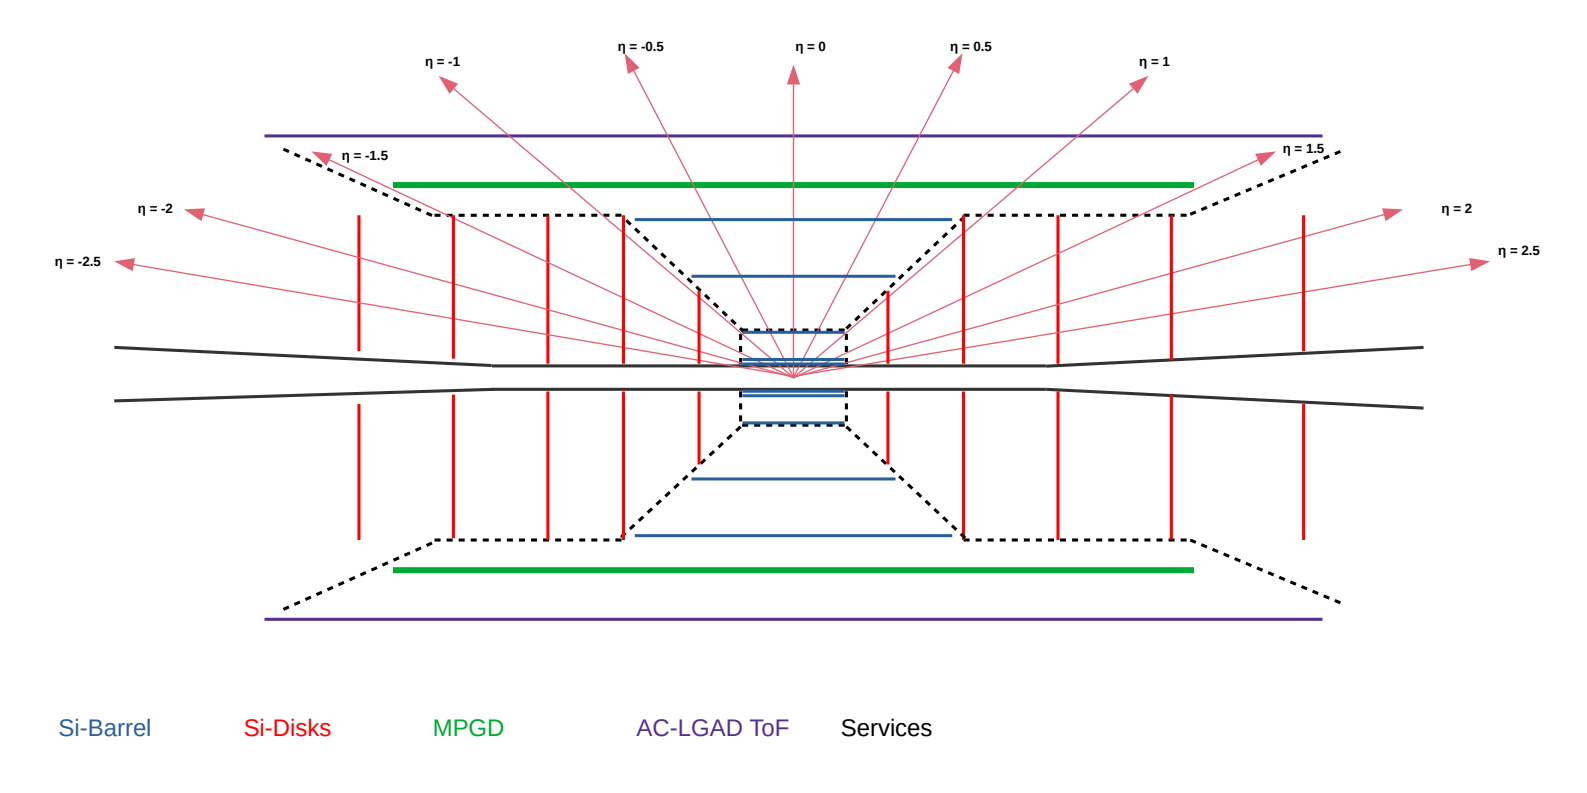 η = -0.5
η = 0
η = 0.5
η = -1
η = 1
η = -1.5
η = 1.5
η = -2
η = 2
η = -2.5
η = 2.5
Si-Barrel
Si-Disks
MPGD
AC-LGAD ToF
Services